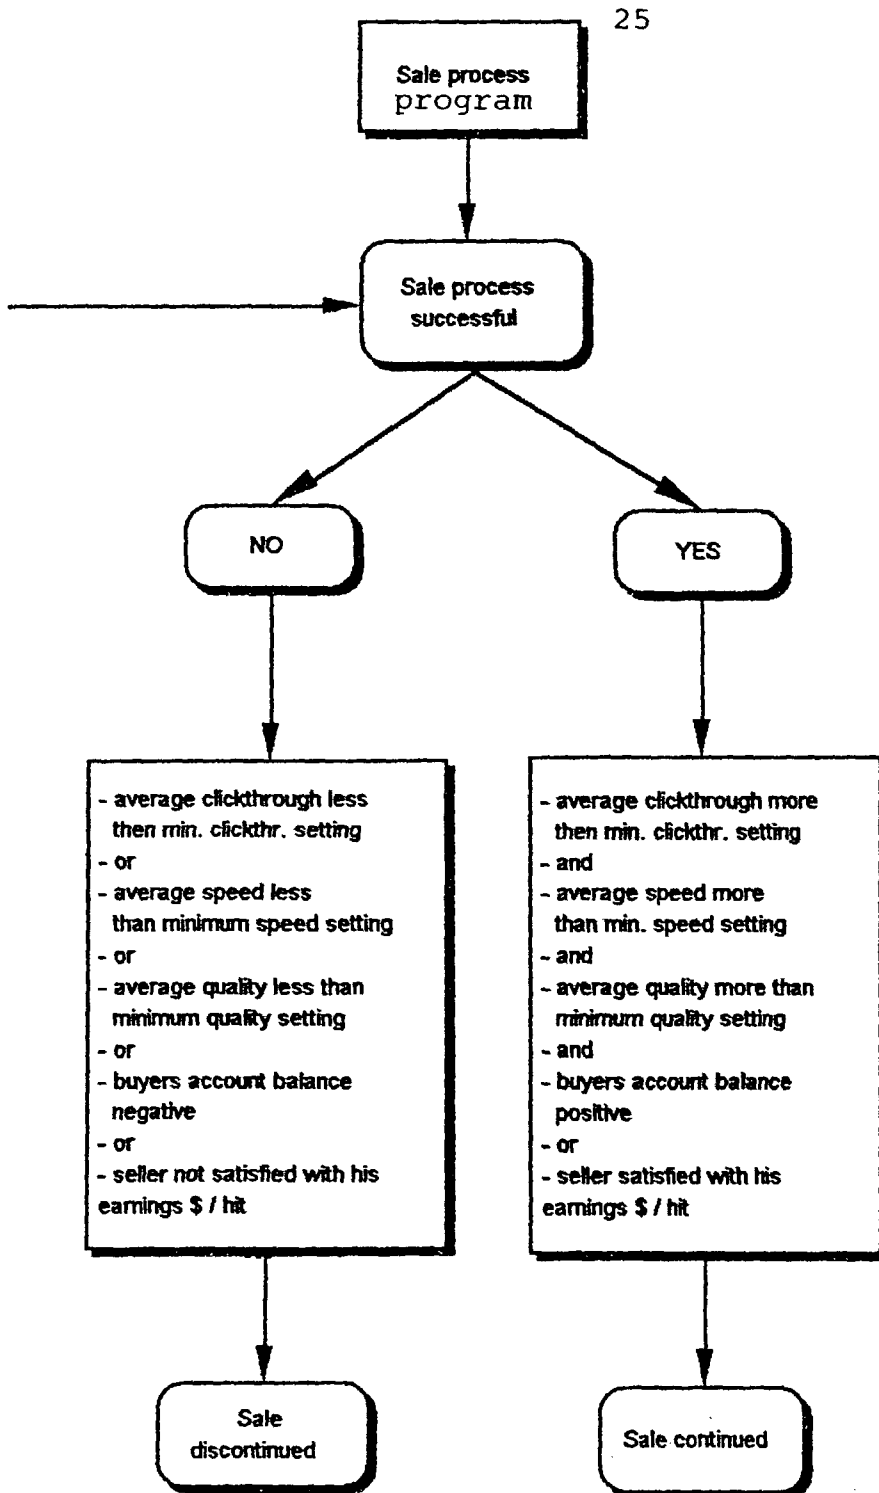 25
Sale process
program
Sale process
successful
NO
YES
- average clickthrough less
then min. clickthr. setting
- or
- average speed less
than minimum speed setting
- or
- average quality less than
minimum quality setting
- or
- buyers account balance
negative
- or
- seller not satisfied with his
earnings $ / hit
- average clickthrough more
then min. clickthr. setting
- and
- average speed more
than min. speed setting
- and
- average quality more than
minimum quality setting
- and
- buyers account balance
positive
- or
- seller satisfied with his
earnings $ / hit
Sale
discontinued
Sale continued